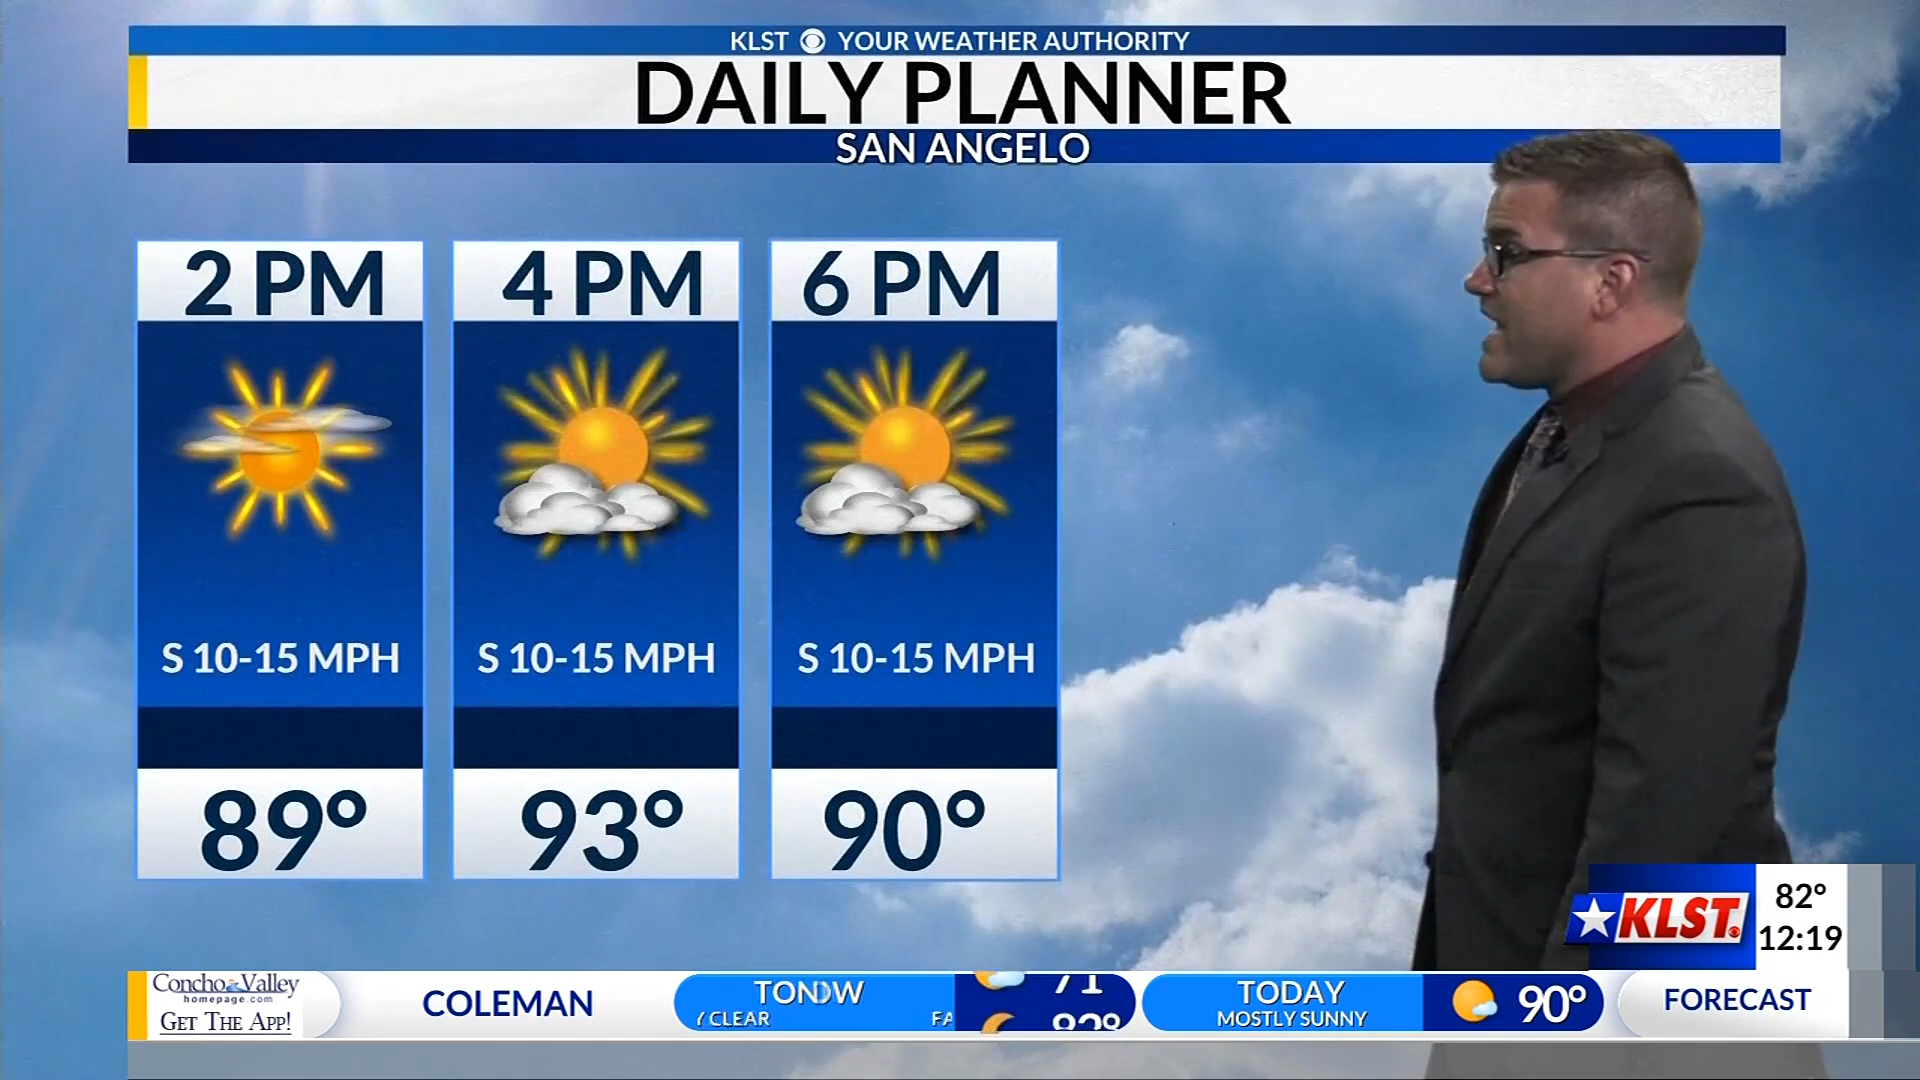 KLST YOUR WEATHER AUTHORITY
DAILY PLANNER
SAN ANGELO
2 PM
4 PM
6 PM
S 10-15 MPH
S 10-15 MPH
S 10-15 MPH
89°
93°
90°
KLST
82°
12:19
Concho Valley
homepage.com
GET THE APP!
COLEMAN
TODAY
MOSTLY SUNNY
90°
FORECAST